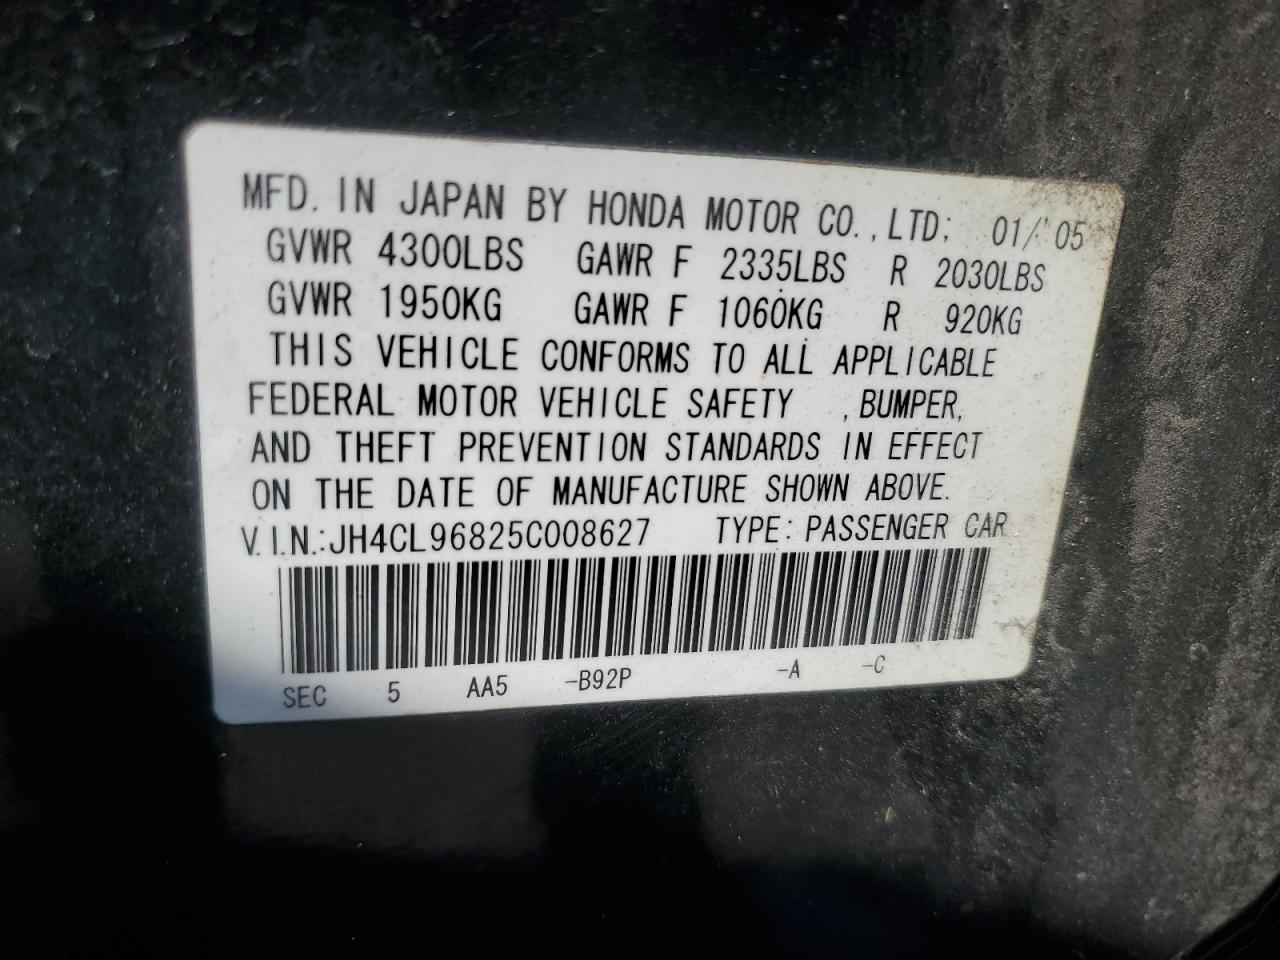 MFD. IN JAPAN BY HONDA MOTOR CO.,LTD; 01/'05
GVWR 4300LBS GAWR F 2335LBS R 2030LBS
GVWR 1950KG GAWR F 1060KG R 920KG
THIS VEHICLE CONFORMS TO ALL APPLICABLE
FEDERAL MOTOR VEHICLE SAFETY ,BUMPER,
AND THEFT PREVENTION STANDARDS IN EFFECT
ON THE DATE OF MANUFACTURE SHOWN ABOVE.
V.I.N.:JH4CL96825C008627 TYPE: PASSENGER CAR
SEC 5 AA5 -B92P -A -C